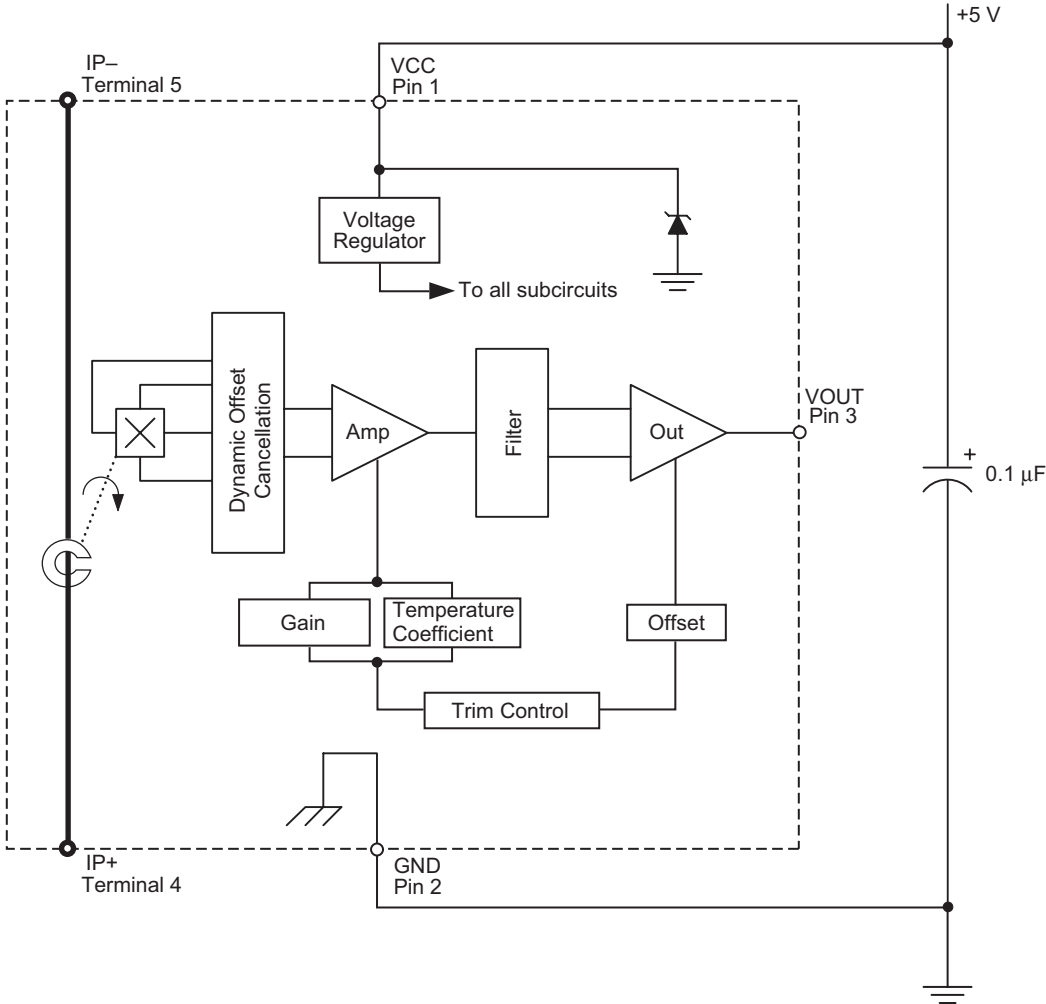 +5 V
IP–
Terminal 5
VCC
Pin 1
Voltage
Regulator
To all subcircuits
Dynamic Offset
Cancellation
Amp
Filter
Out
VOUT
Pin 3
+
0.1 µF
Gain
Temperature
Coefficient
Offset
Trim Control
IP+
Terminal 4
GND
Pin 2